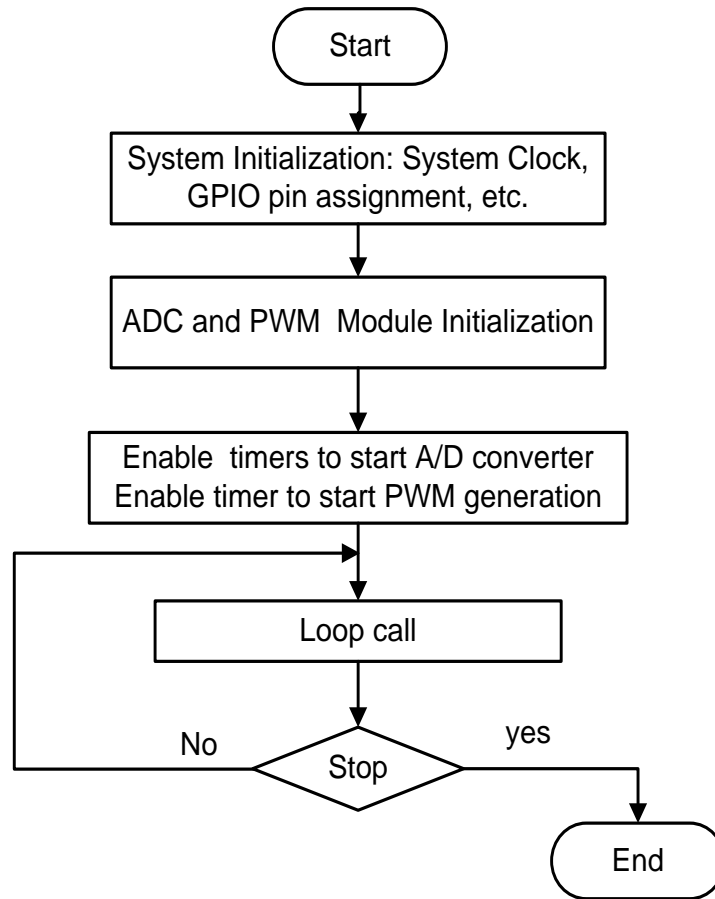 Start
System Initialization: System Clock,
GPIO pin assignment, etc.
ADC and PWM Module Initialization
Enable timers to start A/D converter
Enable timer to start PWM generation
Loop call
No
yes
Stop
End